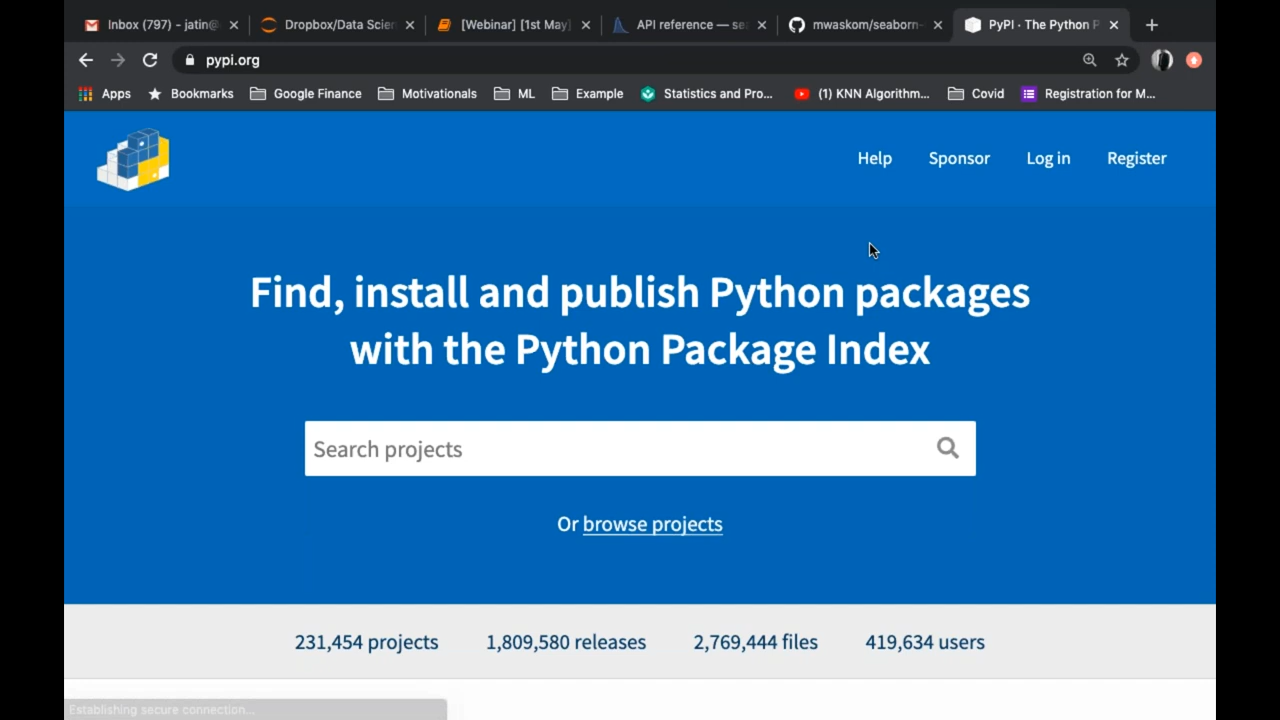 Inbox (797) - jatin@ Dropbox/Data Scien [Webinar] [1st May] API reference — sea mwaskom/seaborn- PyPI · The Python P
pypi.org
Apps Bookmarks Google Finance Motivationals ML Example Statistics and Pro... (1) KNN Algorithm... Covid Registration for M...
Help Sponsor Log in Register
Find, install and publish Python packages
with the Python Package Index
Search projects
Or browse projects
231,454 projects 1,809,580 releases 2,769,444 files 419,634 users
Establishing secure connection...